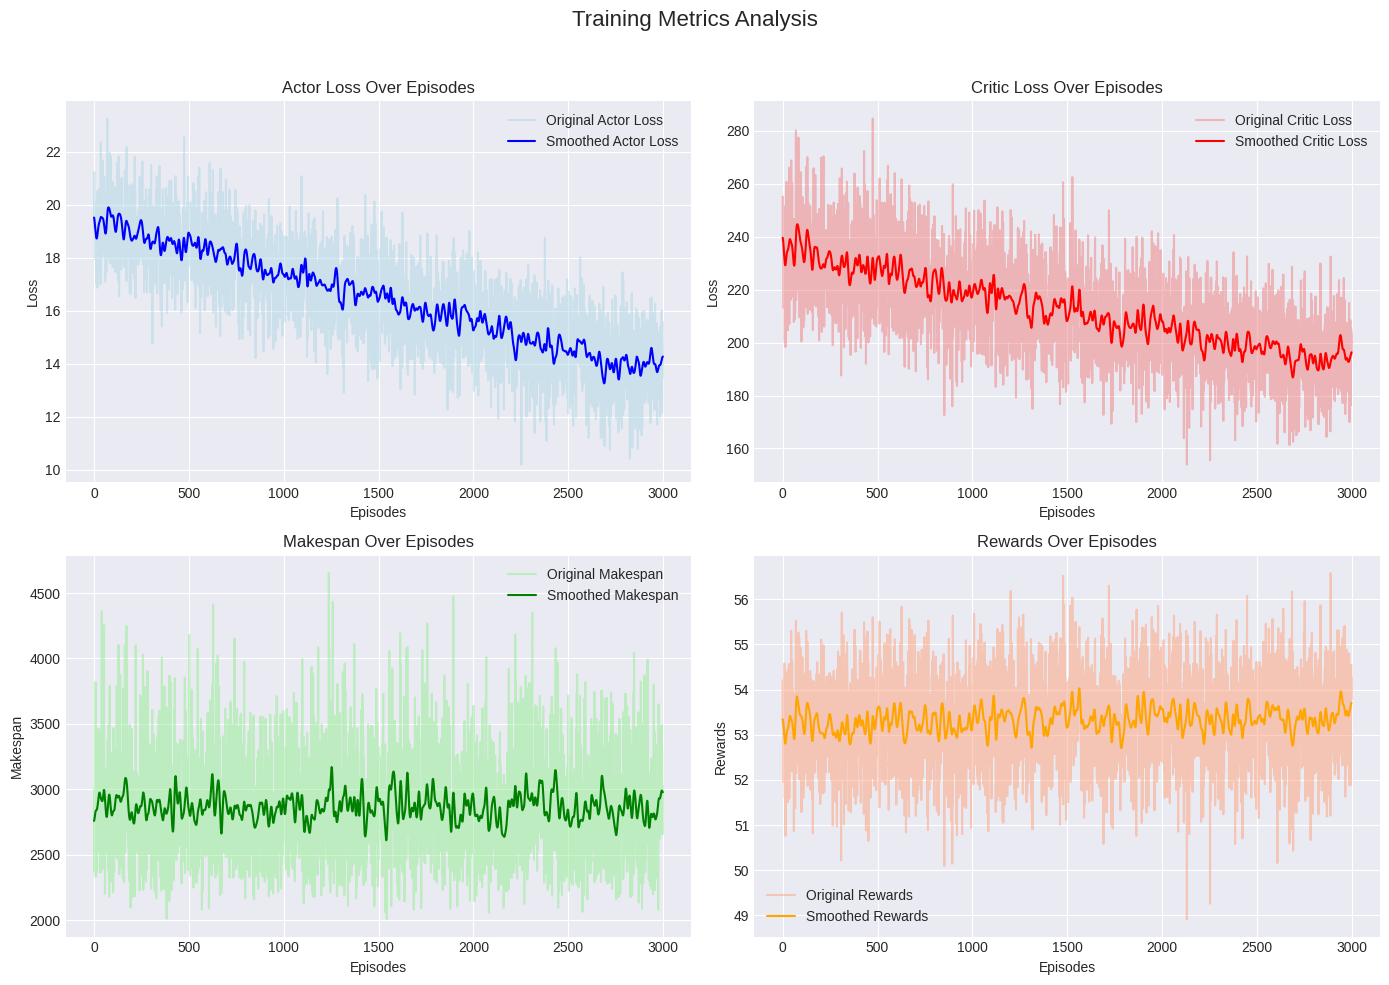 Training Metrics Analysis
Actor Loss Over Episodes
Loss
22
20
18
16
14
12
10
Original Actor Loss
Smoothed Actor Loss
0 500 1000 1500 2000 2500 3000
Episodes
Critic Loss Over Episodes
Loss
280
260
240
220
200
180
160
Original Critic Loss
Smoothed Critic Loss
0 500 1000 1500 2000 2500 3000
Episodes
Makespan Over Episodes
Makespan
4500
4000
3500
3000
2500
2000
Original Makespan
Smoothed Makespan
0 500 1000 1500 2000 2500 3000
Episodes
Rewards Over Episodes
Rewards
56
55
54
53
52
51
50
49
Original Rewards
Smoothed Rewards
0 500 1000 1500 2000 2500 3000
Episodes